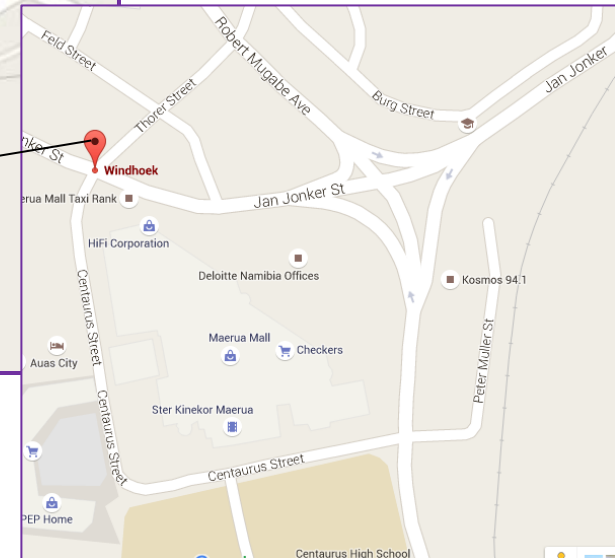 Feld Street
Robert Mugabe Ave
Jan Jonker
Thorer Street
Burg Street
nker St
Windhoek
erua Mall Taxi Rank
Jan Jonker St
HiFi Corporation
Deloitte Namibia Offices
Kosmos 94.1
Centaurus Street
Maerua Mall
Checkers
Peter Muller St
Auas City
Centaurus Street
Ster Kinekor Maerua
Centaurus Street
PEP Home
Centaurus High School